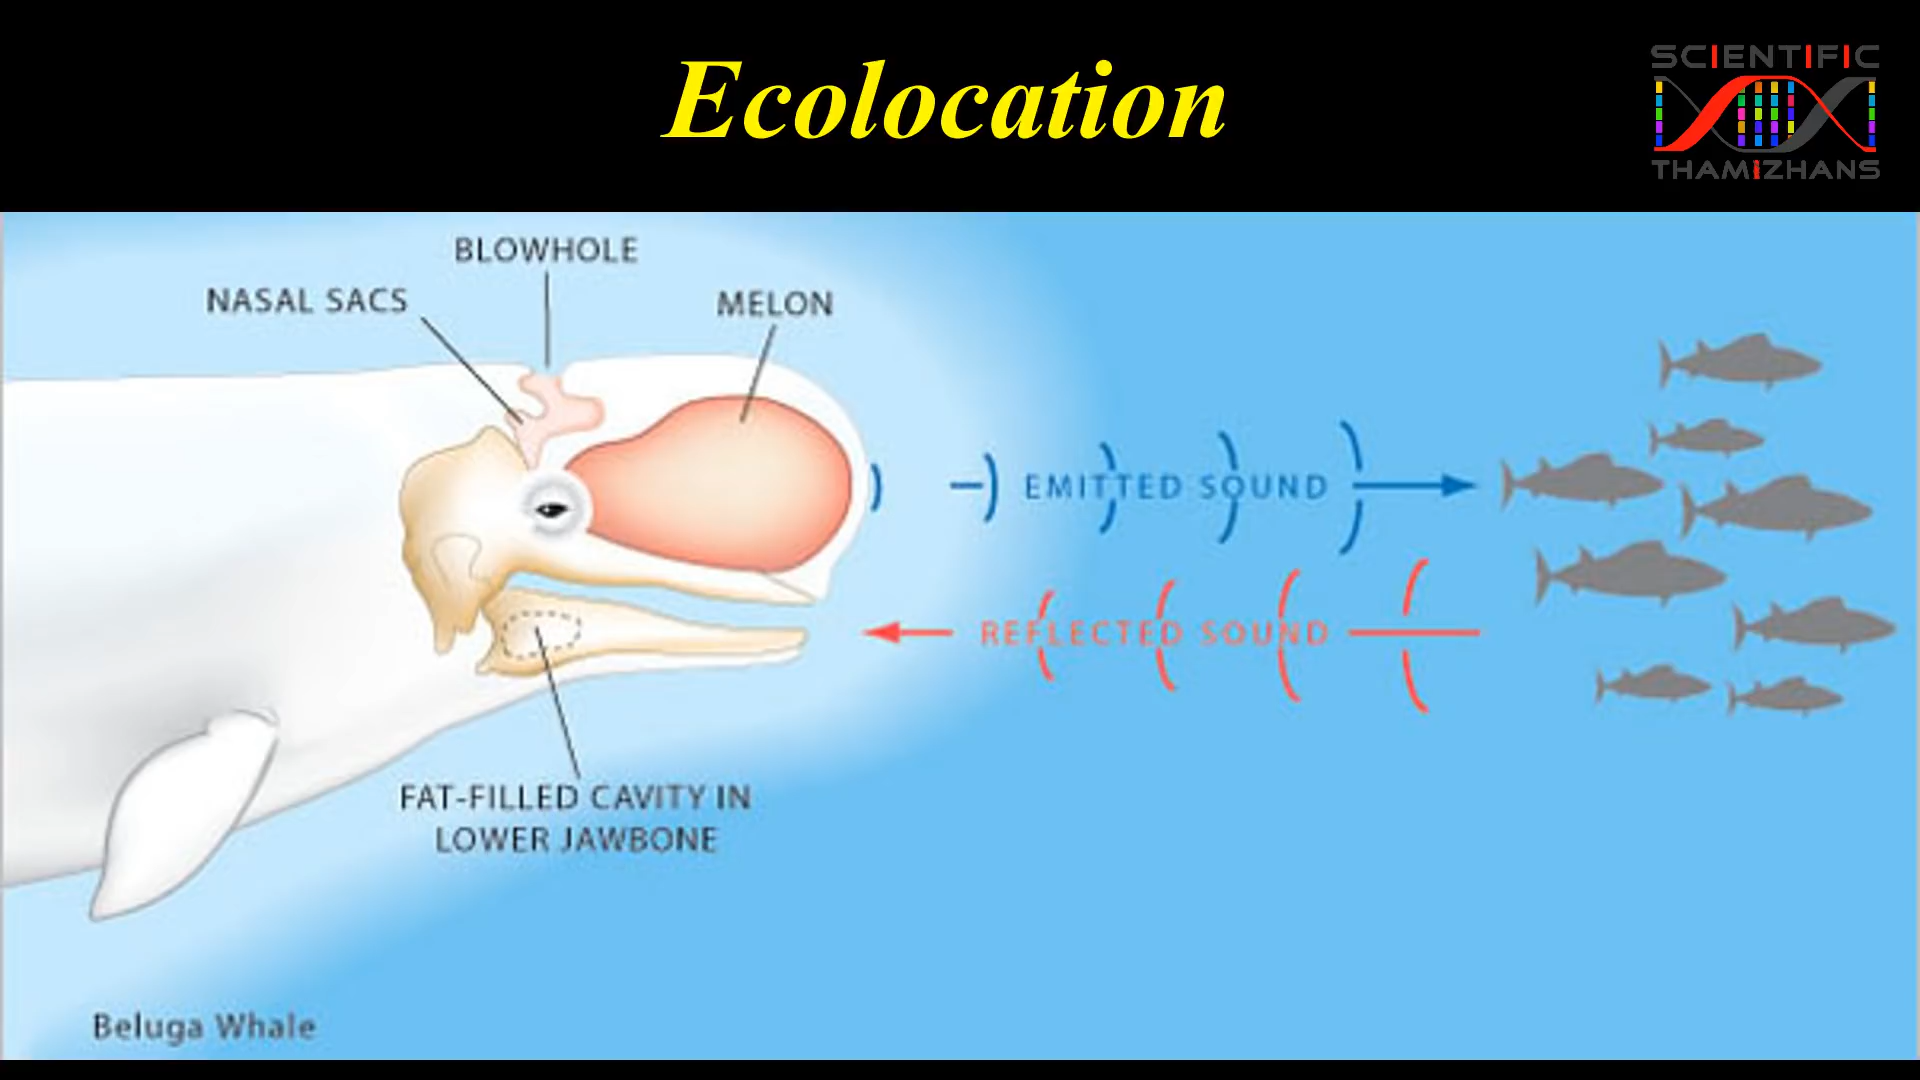 Ecolocation
SCIENTIFIC
THAMIZHANS
BLOWHOLE
NASAL SACS
MELON
EMITTED SOUND
REFLECTED SOUND
FAT-FILLED CAVITY IN
LOWER JAWBONE
Beluga Whale